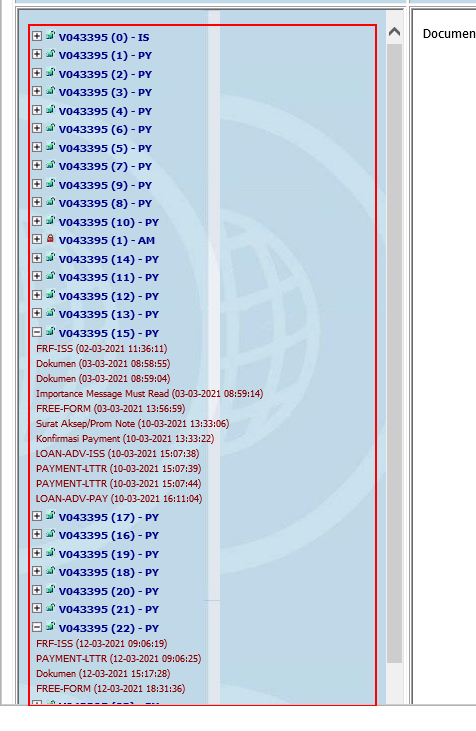 V043395 (0) - IS
V043395 (1) - PY
V043395 (2) - PY
V043395 (3) - PY
V043395 (4) - PY
V043395 (6) - PY
V043395 (5) - PY
V043395 (7) - PY
V043395 (9) - PY
V043395 (8) - PY
V043395 (10) - PY
V043395 (1) - AM
V043395 (14) - PY
V043395 (11) - PY
V043395 (12) - PY
V043395 (13) - PY
V043395 (15) - PY
FRF-ISS (02-03-2021 11:36:11)
Dokumen (03-03-2021 08:58:55)
Dokumen (03-03-2021 08:59:04)
Importance Message Must Read (03-03-2021 08:59:14)
FREE-FORM (03-03-2021 13:56:59)
Surat Aksep/Prom Note (10-03-2021 13:33:06)
Konfirmasi Payment (10-03-2021 13:33:22)
LOAN-ADV-ISS (10-03-2021 15:07:38)
PAYMENT-LTTR (10-03-2021 15:07:39)
PAYMENT-LTTR (10-03-2021 15:07:44)
LOAN-ADV-PAY (10-03-2021 16:11:04)
V043395 (17) - PY
V043395 (16) - PY
V043395 (19) - PY
V043395 (18) - PY
V043395 (20) - PY
V043395 (21) - PY
V043395 (22) - PY
FRF-ISS (12-03-2021 09:06:19)
PAYMENT-LTTR (12-03-2021 09:06:25)
Dokumen (12-03-2021 15:17:28)
FREE-FORM (12-03-2021 18:31:36)
Documen